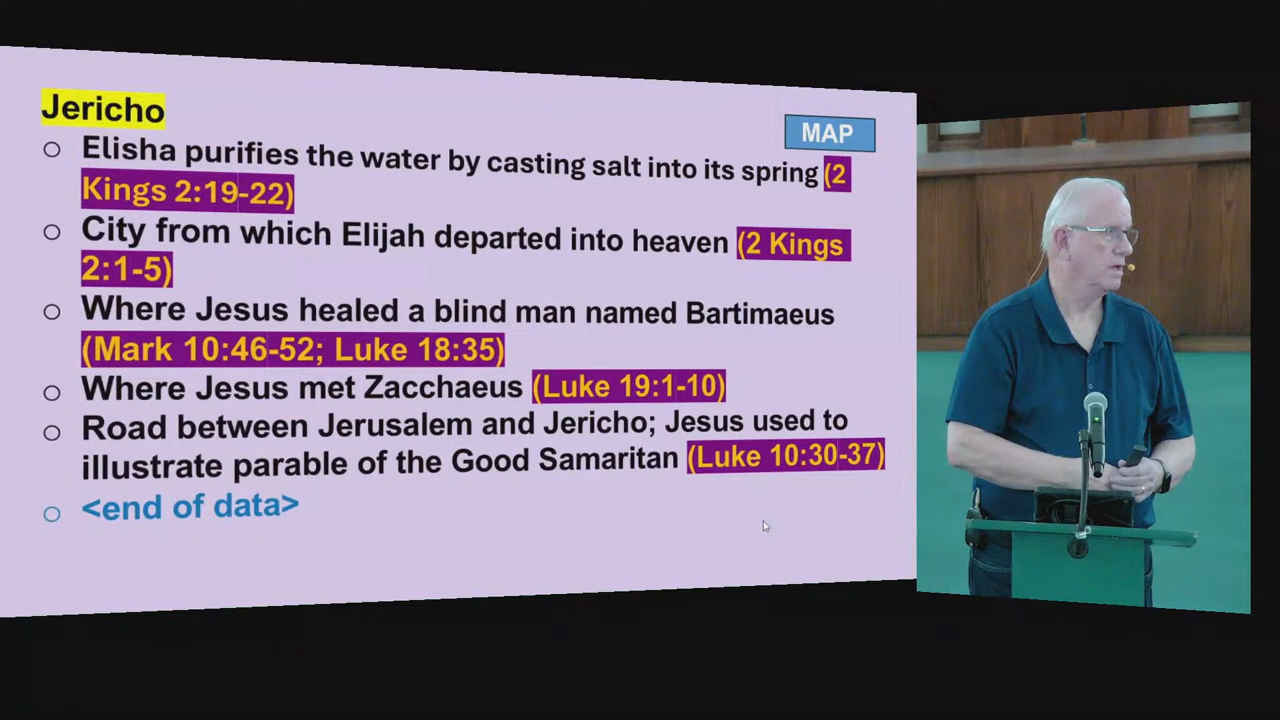 Jericho
MAP
○ Elisha purifies the water by casting salt into its spring (2
Kings 2:19-22)
○ City from which Elijah departed into heaven (2 Kings
2:1-5)
○ Where Jesus healed a blind man named Bartimaeus
(Mark 10:46-52; Luke 18:35)
○ Where Jesus met Zacchaeus (Luke 19:1-10)
○ Road between Jerusalem and Jericho; Jesus used to
illustrate parable of the Good Samaritan (Luke 10:30-37)
○ <end of data>